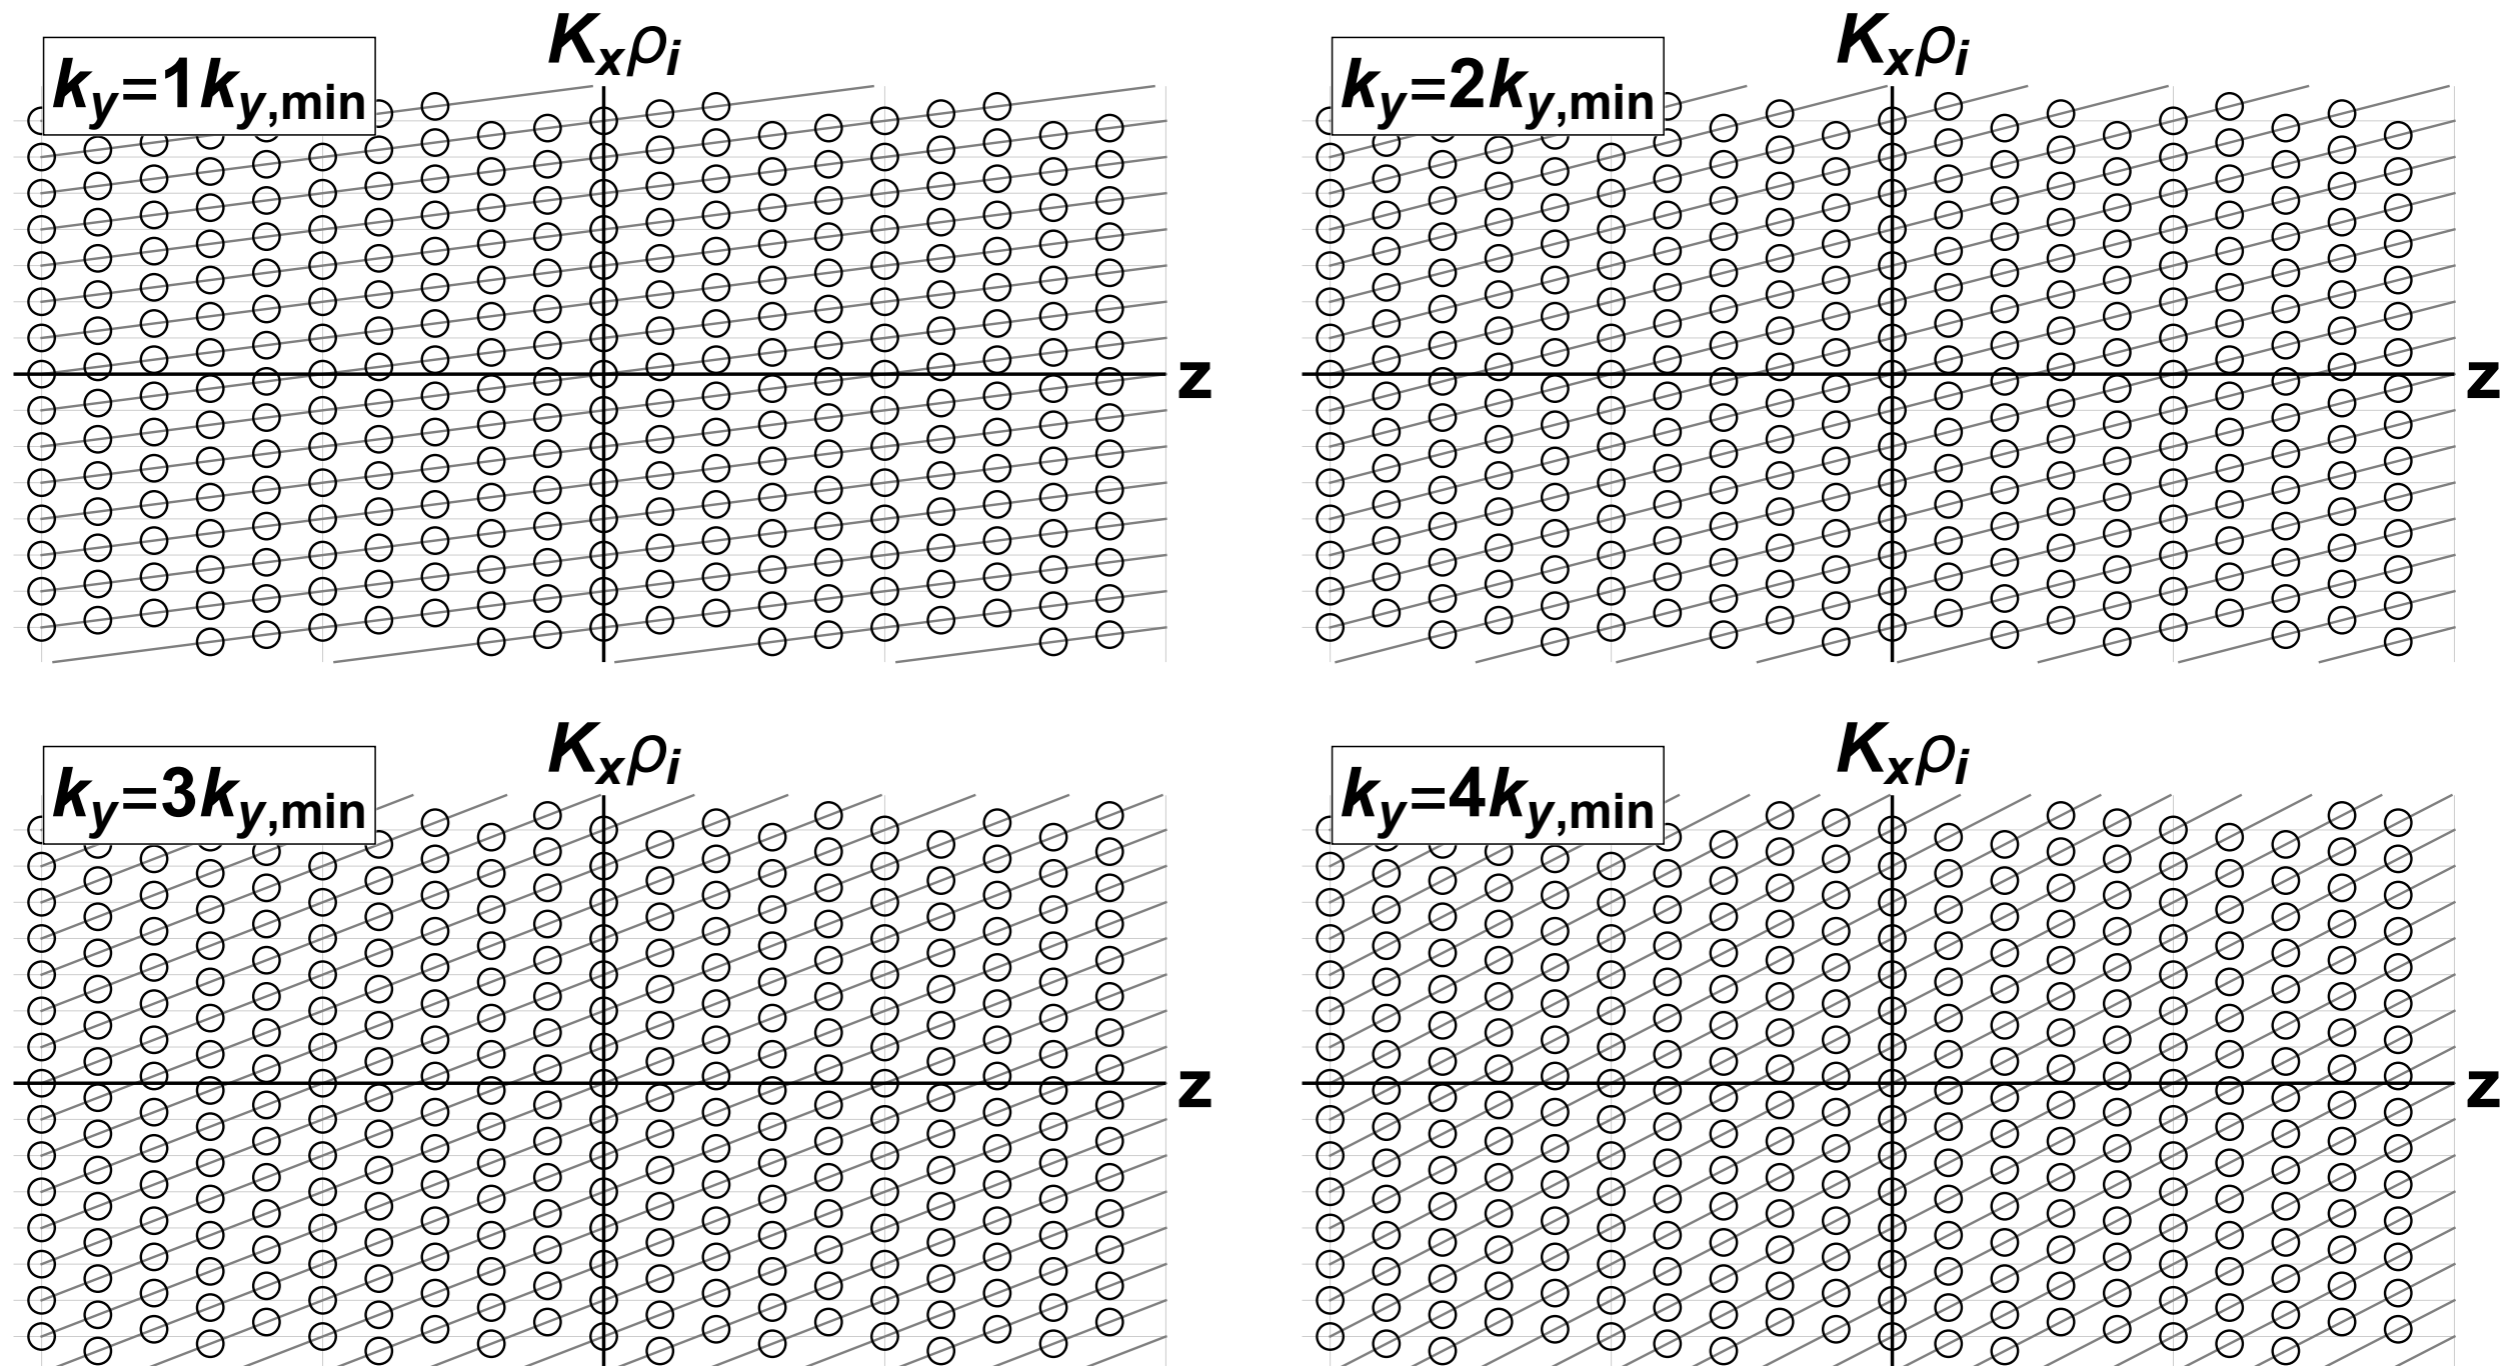 Kxρi
ky=1ky,min
z
Kxρi
ky=2ky,min
z
Kxρi
ky=3ky,min
z
Kxρi
ky=4ky,min
z